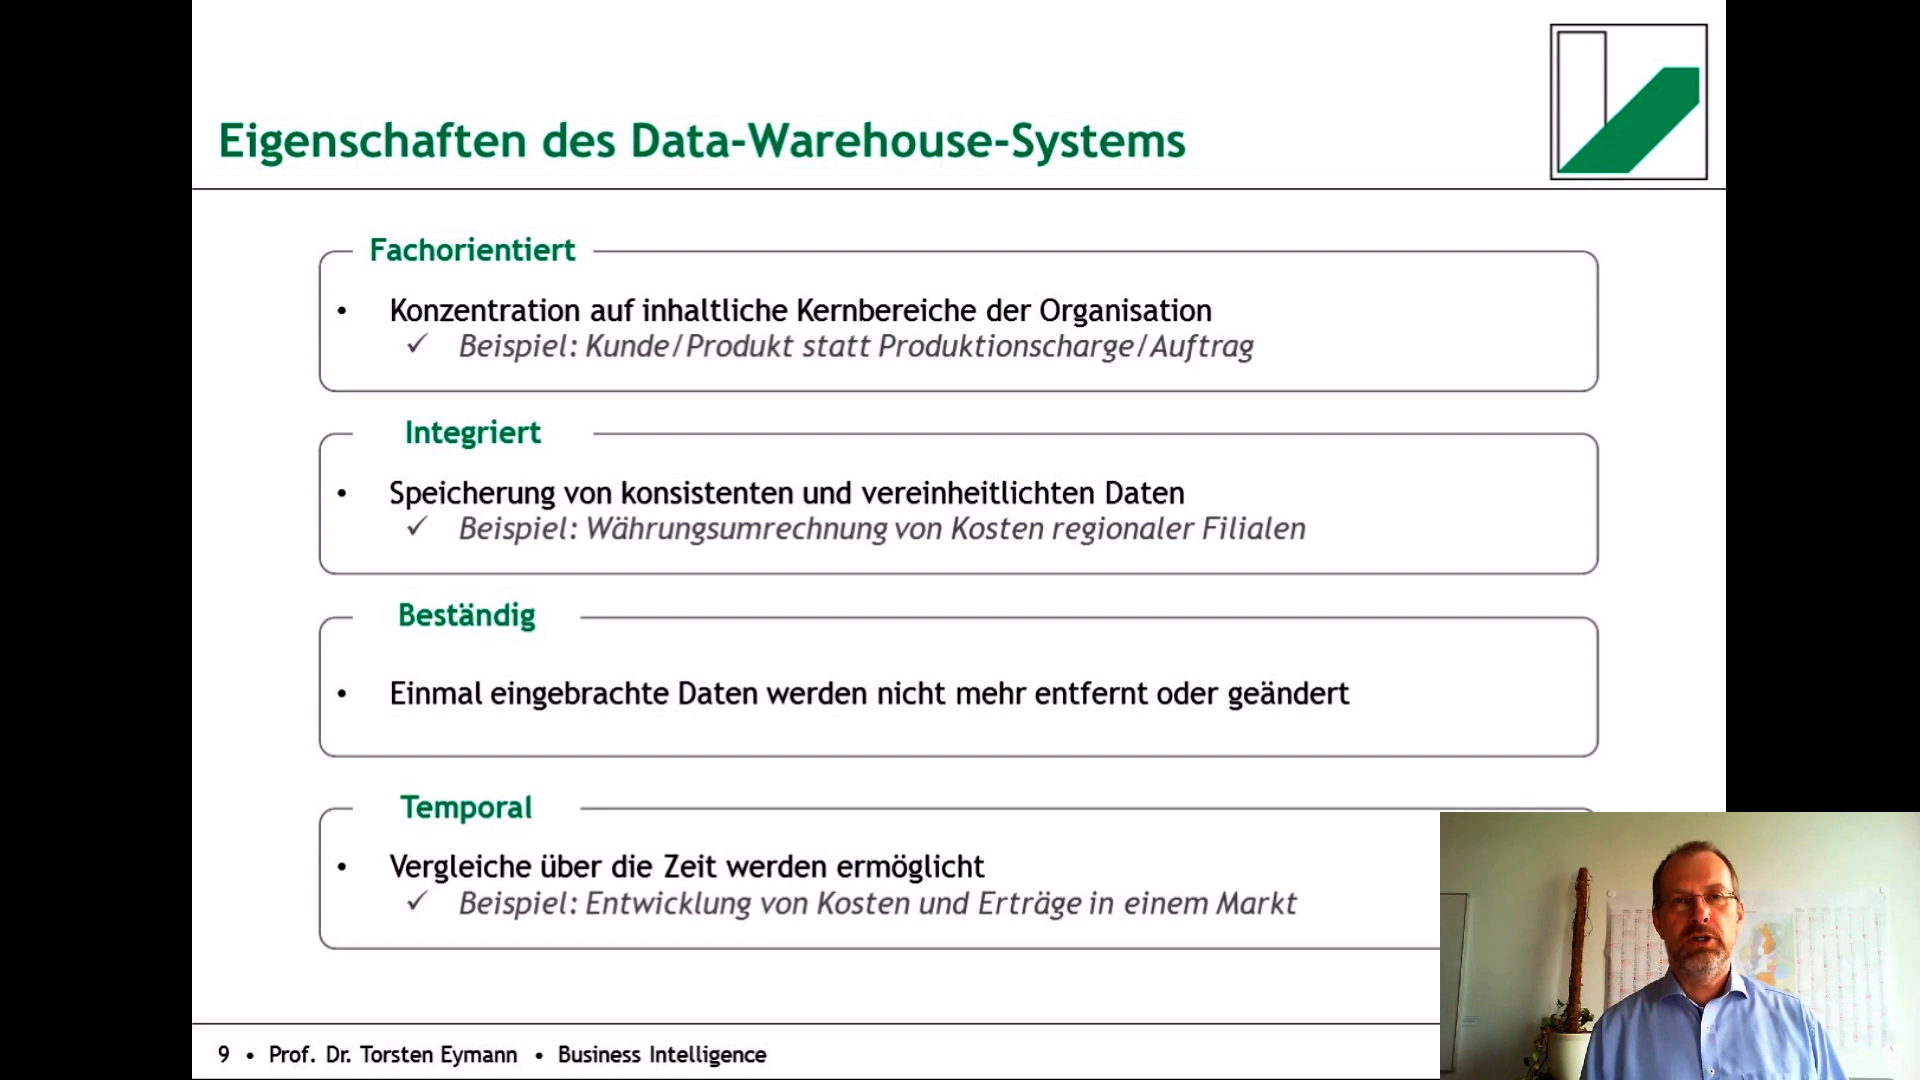 Eigenschaften des Data-Warehouse-Systems
Fachorientiert
• Konzentration auf inhaltliche Kernbereiche der Organisation
✓ Beispiel: Kunde/Produkt statt Produktionscharge/Auftrag
Integriert
• Speicherung von konsistenten und vereinheitlichten Daten
✓ Beispiel: Währungsumrechnung von Kosten regionaler Filialen
Beständig
• Einmal eingebrachte Daten werden nicht mehr entfernt oder geändert
Temporal
• Vergleiche über die Zeit werden ermöglicht
✓ Beispiel: Entwicklung von Kosten und Erträge in einem Markt
9 • Prof. Dr. Torsten Eymann • Business Intelligence